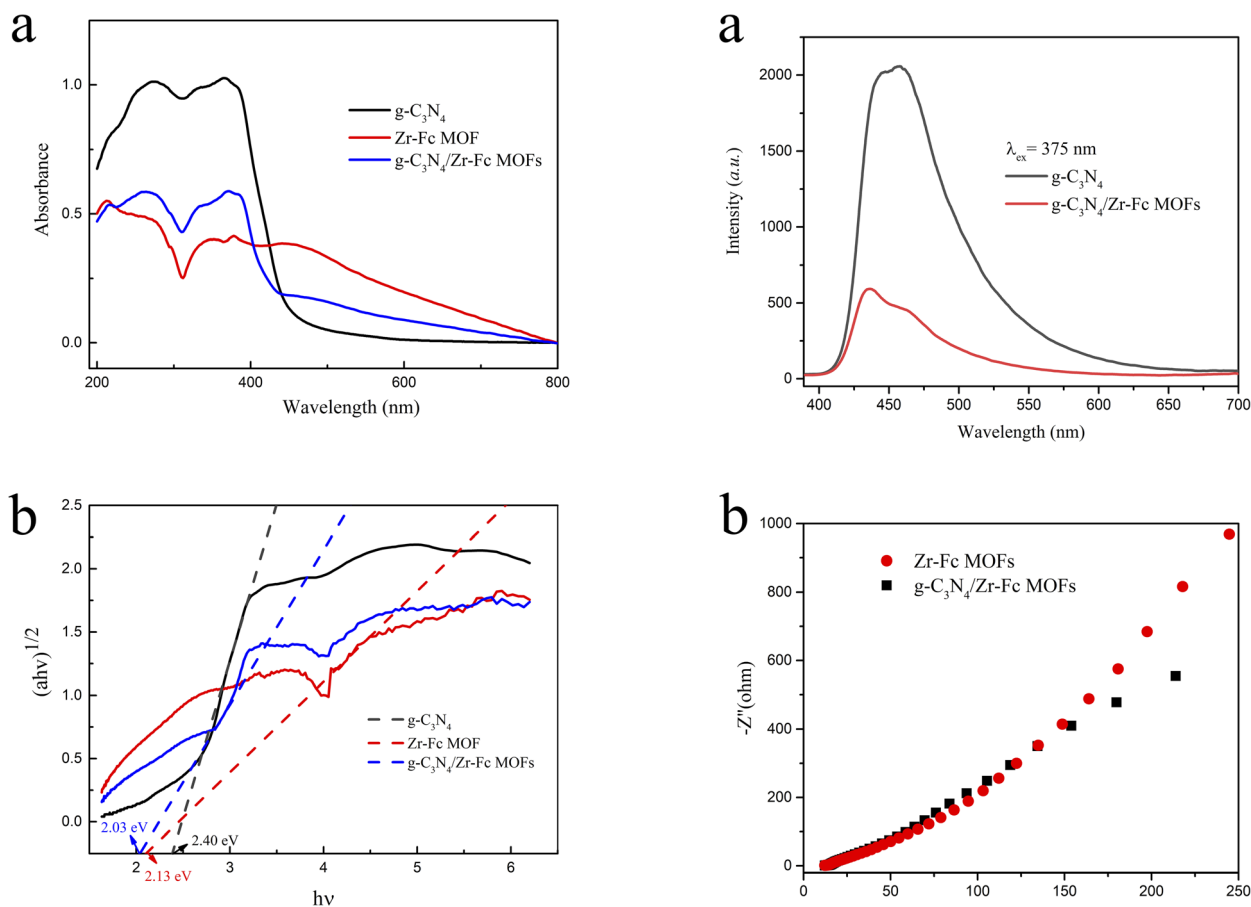 a
1.0
0.5
0.0
Absorbance
g-C₃N₄
Zr-Fc MOF
g-C₃N₄/Zr-Fc MOFs
200
400
600
800
Wavelength (nm)
a
2000
1500
1000
500
0
Intensity (a.u.)
λₑₓ= 375 nm
g-C₃N₄
g-C₃N₄/Zr-Fc MOFs
400
450
500
550
600
650
700
Wavelength (nm)
b
2.5
2.0
1.5
1.0
0.5
0.0
(ahv)¹ᐟ²
g-C₃N₄
Zr-Fc MOF
g-C₃N₄/Zr-Fc MOFs
2.03 eV
2.40 eV
2.13 eV
2
3
4
5
6
hν
b
1000
800
600
400
200
0
-Z"(ohm)
Zr-Fc MOFs
g-C₃N₄/Zr-Fc MOFs
0
50
100
150
200
250